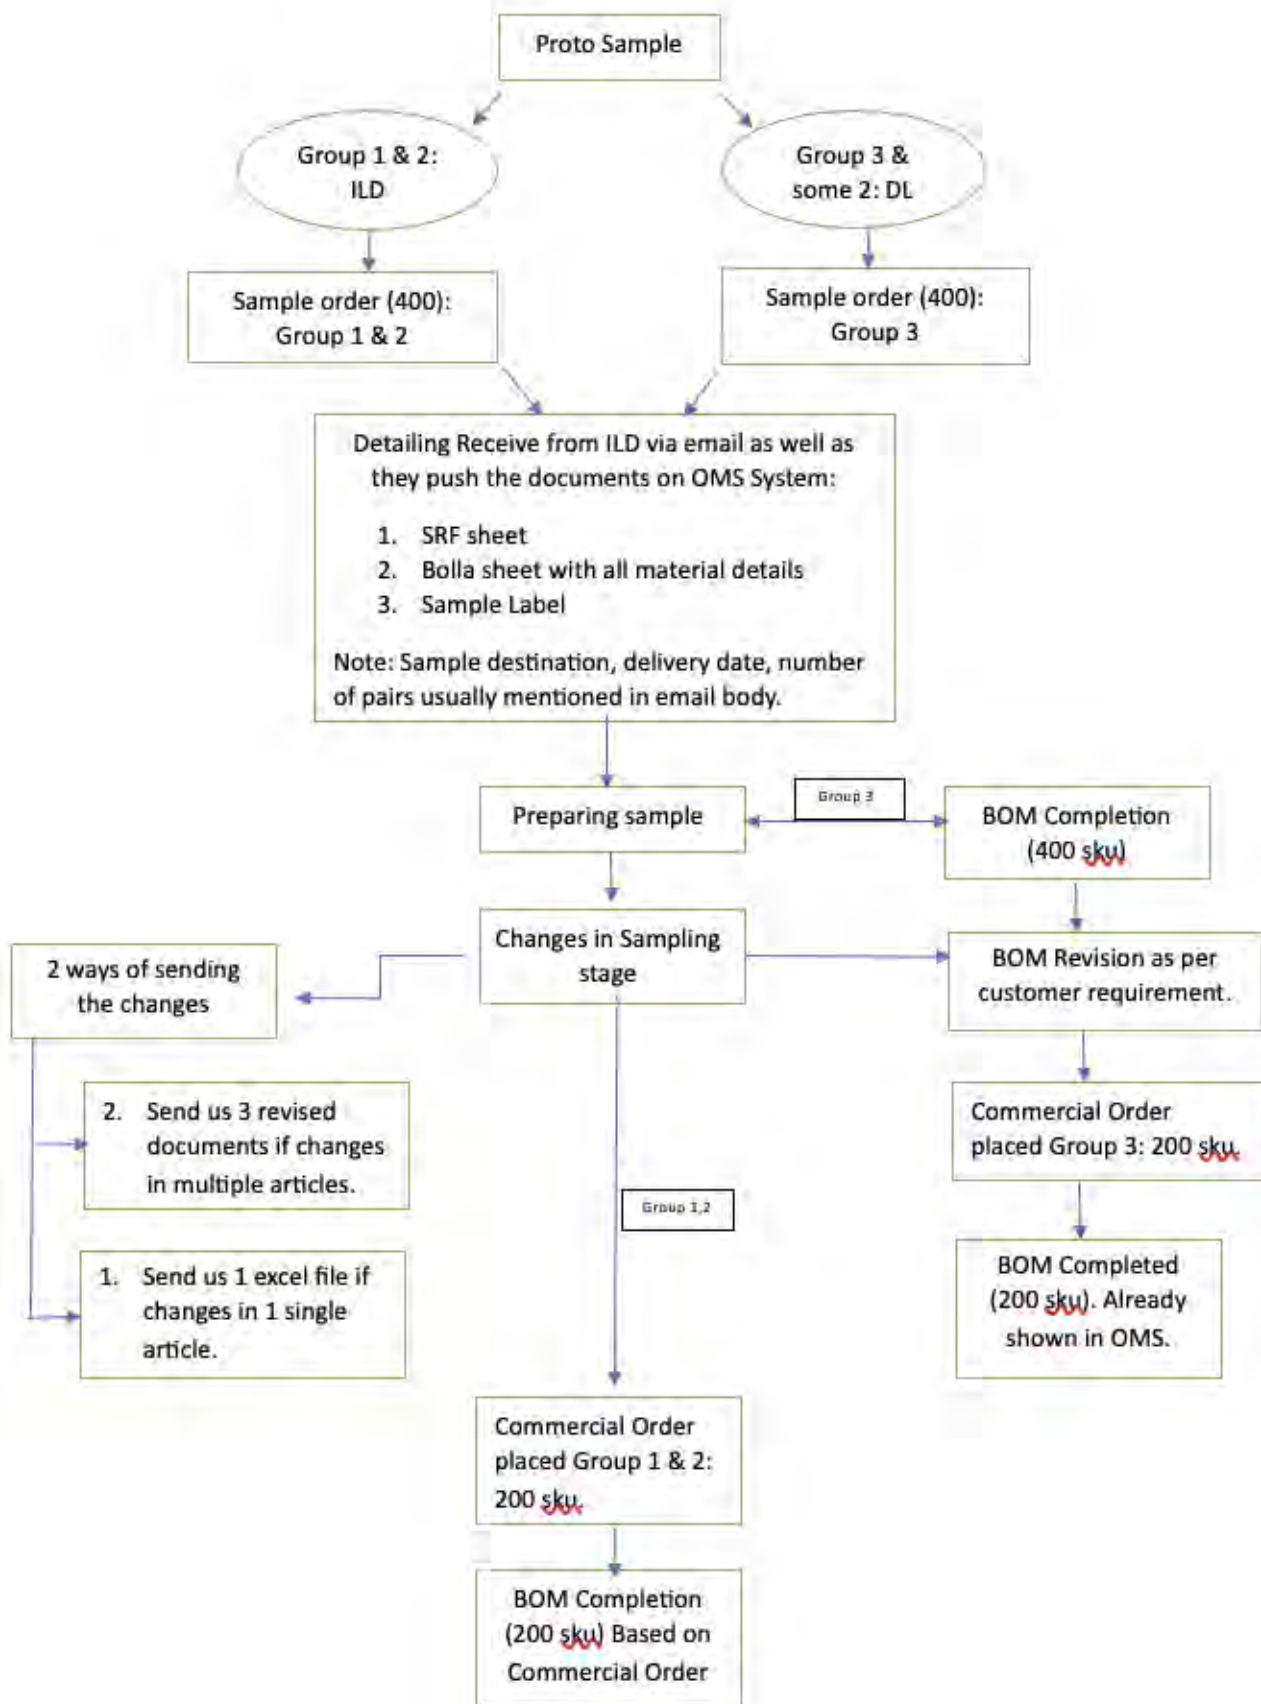 Proto Sample
Group 1 & 2:
ILD
Group 3 &
some 2: DL
Sample order (400):
Group 1 & 2
Sample order (400):
Group 3
Detailing Receive from ILD via email as well as
they push the documents on OMS System:
1. SRF sheet
2. Bolla sheet with all material details
3. Sample Label
Note: Sample destination, delivery date, number
of pairs usually mentioned in email body.
Preparing sample
Group 3
BOM Completion
(400 sku)
Changes in Sampling
stage
BOM Revision as per
customer requirement.
2 ways of sending
the changes
2. Send us 3 revised
documents if changes
in multiple articles.
Commercial Order
placed Group 3: 200 sku.
Group 1,2
1. Send us 1 excel file if
changes in 1 single
article.
BOM Completed
(200 sku). Already
shown in OMS.
Commercial Order
placed Group 1 & 2:
200 sku.
BOM Completion
(200 sku) Based on
Commercial Order